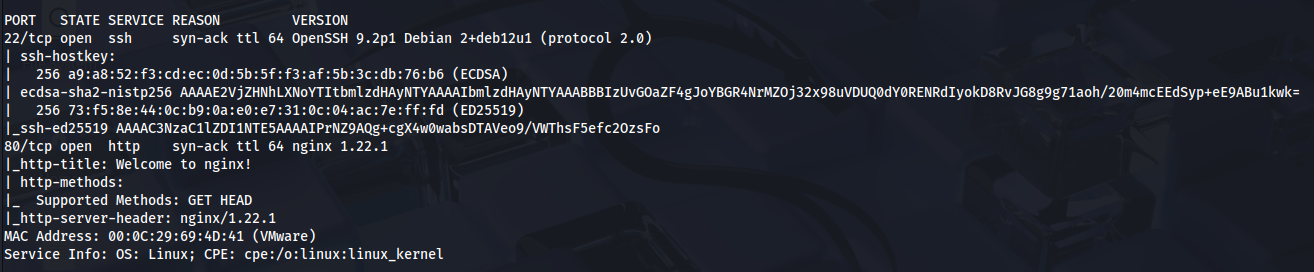 PORT   STATE SERVICE REASON         VERSION
22/tcp open  ssh     syn-ack ttl 64 OpenSSH 9.2p1 Debian 2+deb12u1 (protocol 2.0)
| ssh-hostkey:
|   256 a9:a8:52:f3:cd:ec:0d:5b:5f:f3:af:5b:3c:db:76:b6 (ECDSA)
| ecdsa-sha2-nistp256 AAAAE2VjZHNhLXNoYTItbmlzdHAyNTYAAAAIbmlzdHAyNTYAAABBBIzUvGOaZF4gJoYBGR4NrMZOj32x98uVDUQ0dY0RENRdIyokD8RvJG8g9g71aoh/20m4mcEEdSyp+eE9ABu1kwk=
|   256 73:f5:8e:44:0c:b9:0a:e0:e7:31:0c:04:ac:7e:ff:fd (ED25519)
|_ssh-ed25519 AAAAC3NzaC1lZDI1NTE5AAAAIPrNZ9AQg+cgX4w0wabsDTAVeo9/VWThsF5efc2OzsFo
80/tcp open  http    syn-ack ttl 64 nginx 1.22.1
|_http-title: Welcome to nginx!
| http-methods:
|_  Supported Methods: GET HEAD
|_http-server-header: nginx/1.22.1
MAC Address: 00:0C:29:69:4D:41 (VMware)
Service Info: OS: Linux; CPE: cpe:/o:linux:linux_kernel